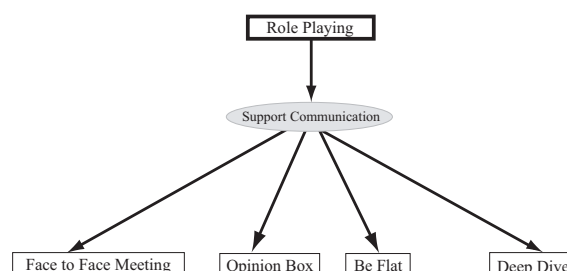 Role Playing
Support Communication
Face to Face Meeting
Opinion Box
Be Flat
Deep Dive